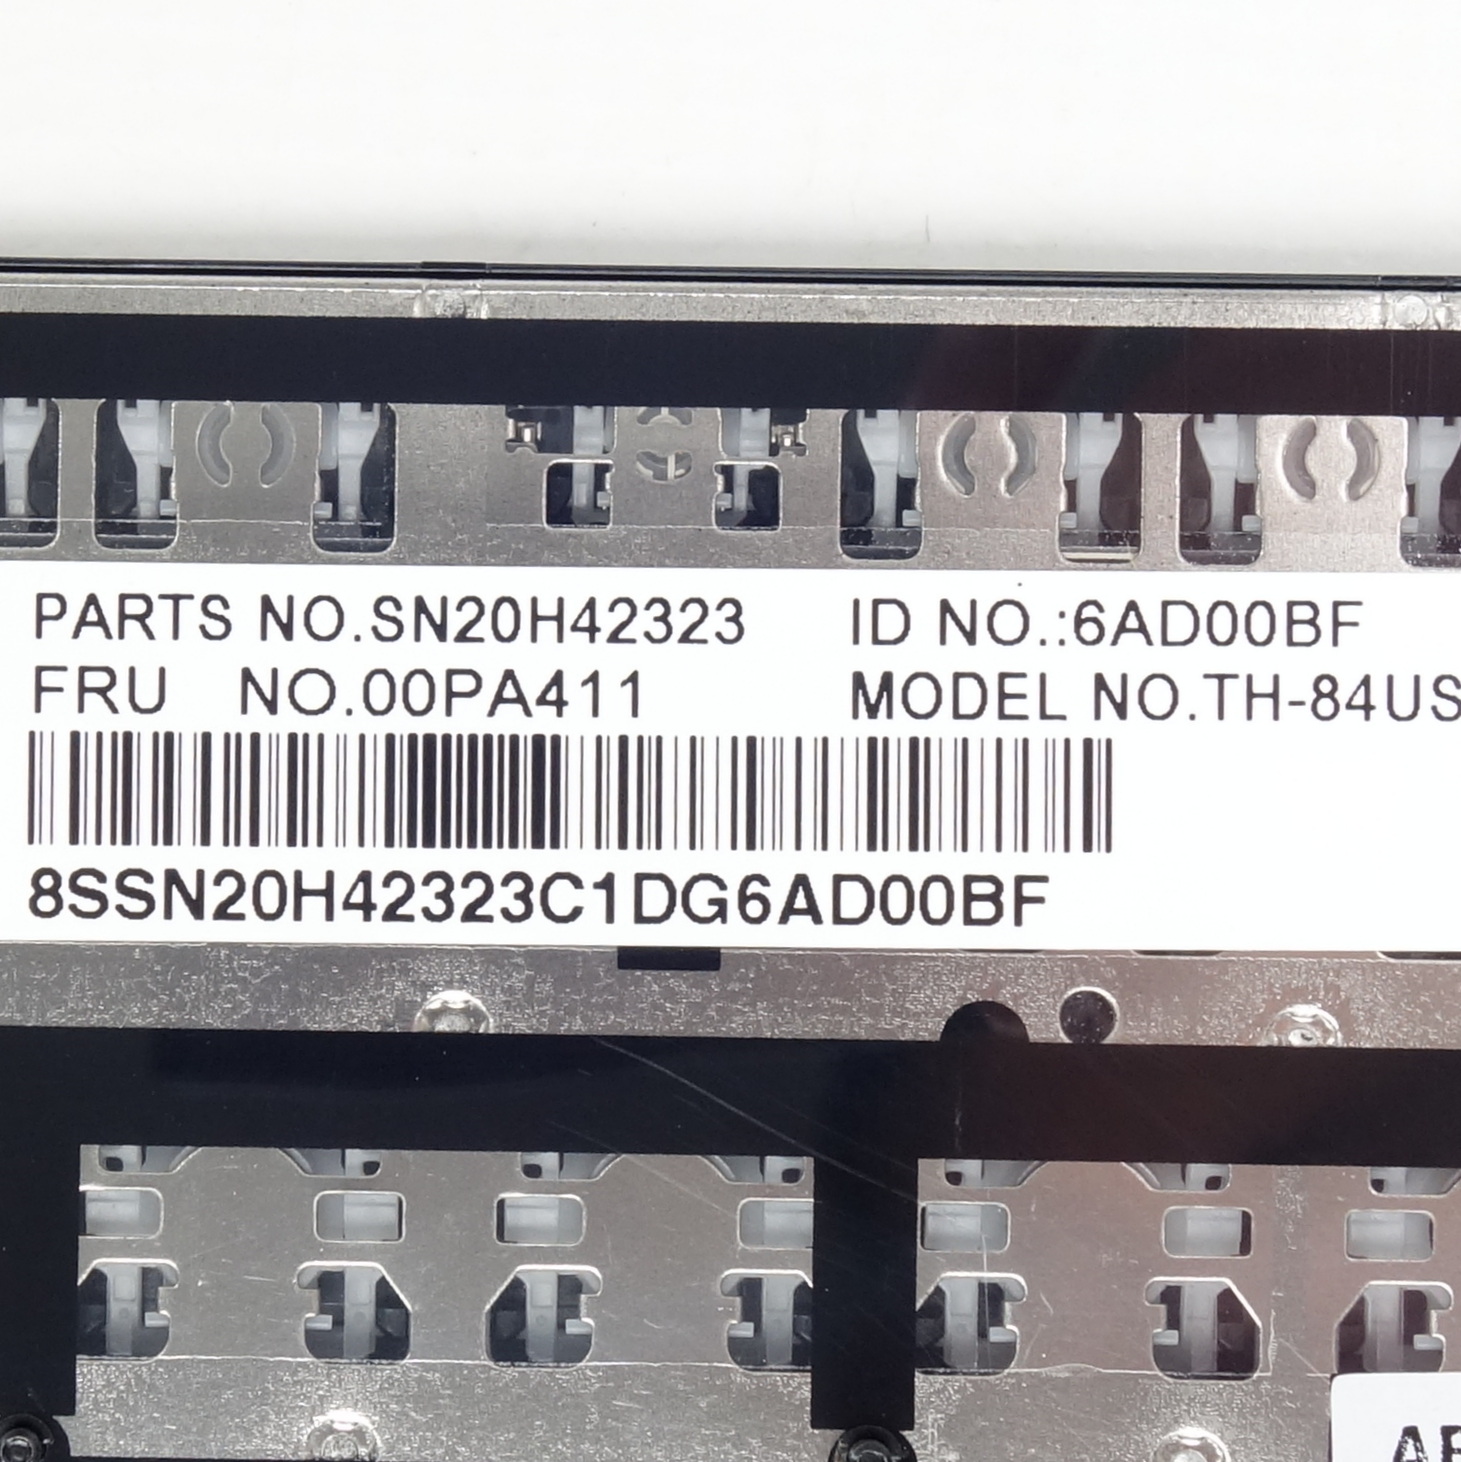 PARTS NO.SN20H42323 ID NO.:6AD00BF
FRU NO.00PA411 MODEL NO.TH-84US
8SSN20H42323C1DG6AD00BF